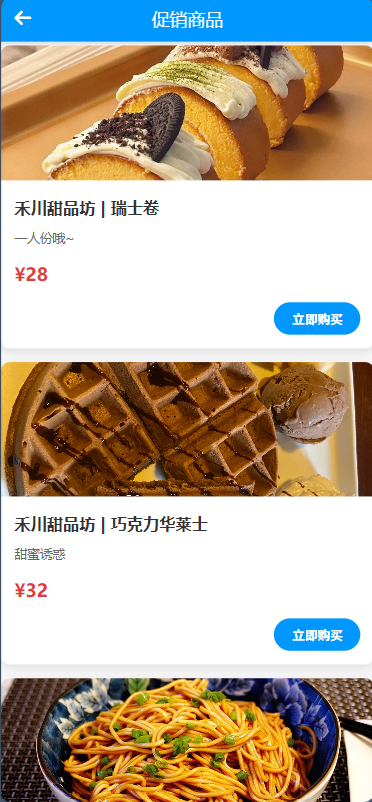 促销商品
禾川甜品坊 | 瑞士卷
一人份哦~
¥28
立即购买
禾川甜品坊 | 巧克力华莱士
甜蜜诱惑
¥32
立即购买